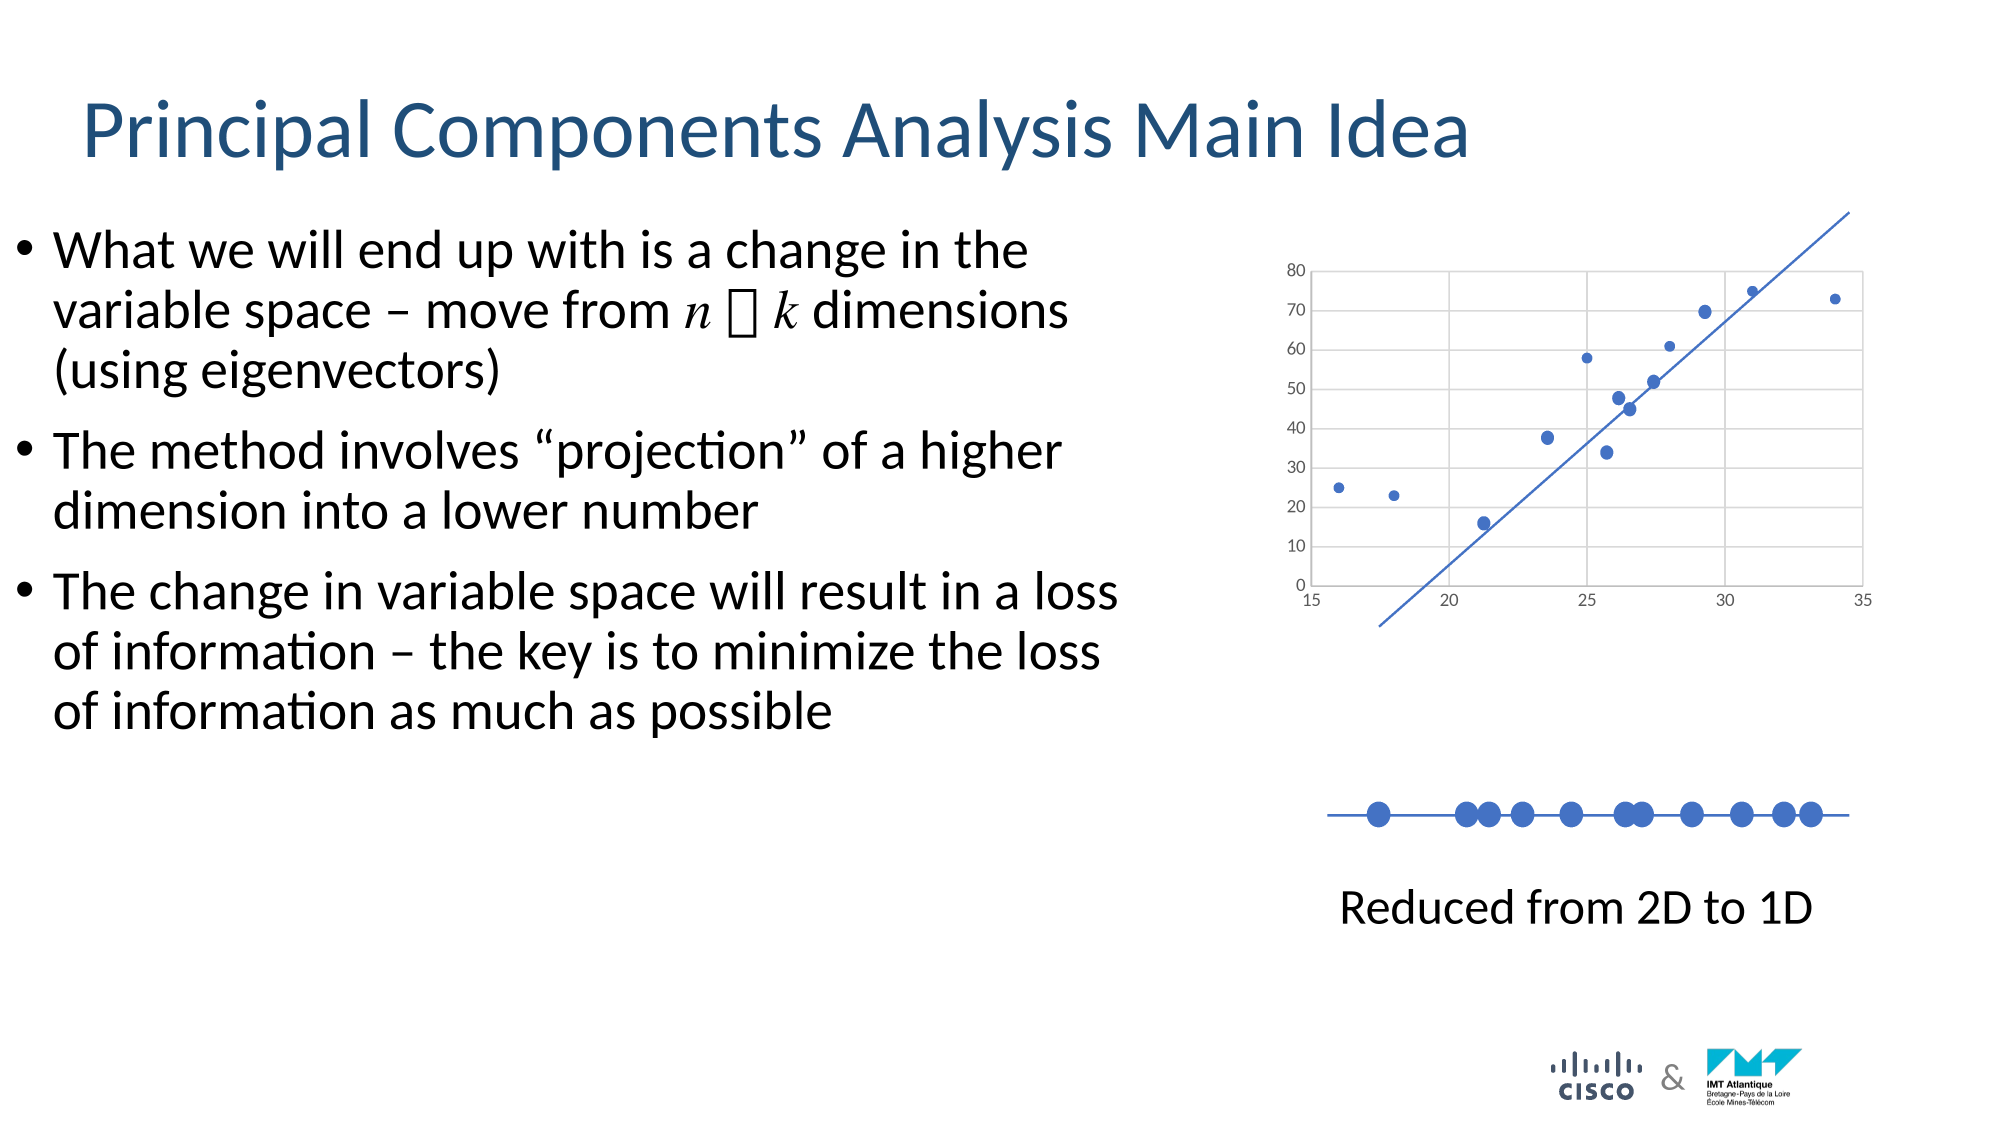 Principal Components Analysis Main Idea
• What we will end up with is a change in the
variable space – move from n  k dimensions
(using eigenvectors)
• The method involves “projection” of a higher
dimension into a lower number
• The change in variable space will result in a loss
of information – the key is to minimize the loss
of information as much as possible
80
70
60
50
40
30
20
10
0
15 20 25 30 35
Reduced from 2D to 1D
CISCO & IMT Atlantique
Bretagne-Pays de la Loire
École Mines-Télécom